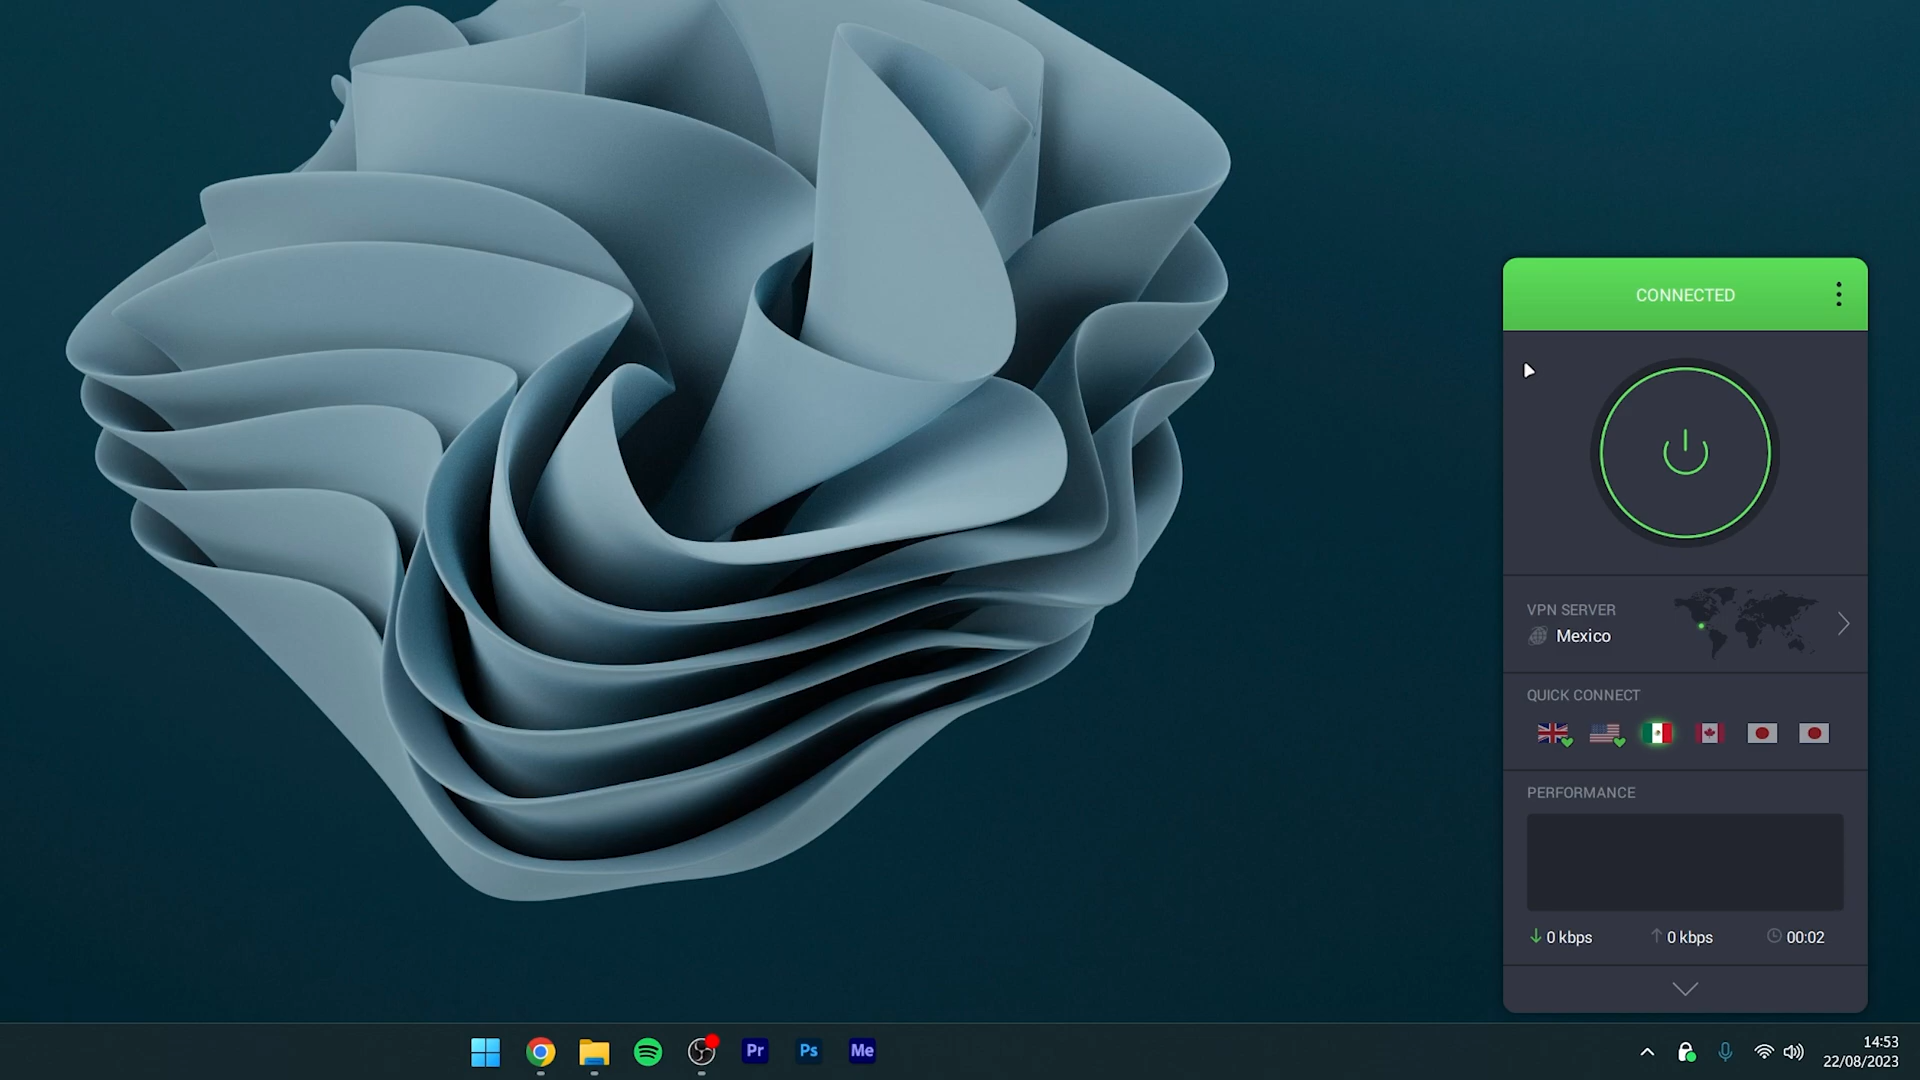 CONNECTED
VPN SERVER
Mexico
QUICK CONNECT
PERFORMANCE
0 kbps 0 kbps 00:02
Pr Ps Me
14:53
22/08/2023